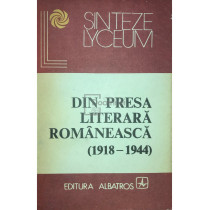 SINTEZE
LYCEUM
DIN PRESA
LITERARĂ
ROMÂNEASCĂ
(1918 – 1944)
EDITURA ALBATROS